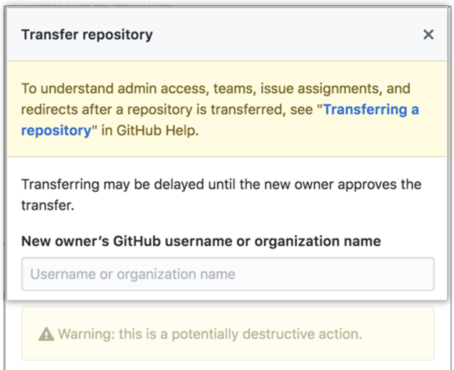 Transfer repository
To understand admin access, teams, issue assignments, and
redirects after a repository is transferred, see "Transferring a
repository" in GitHub Help.
Transferring may be delayed until the new owner approves the
transfer.
New owner's GitHub username or organization name
Username or organization name
Warning: this is a potentially destructive action.